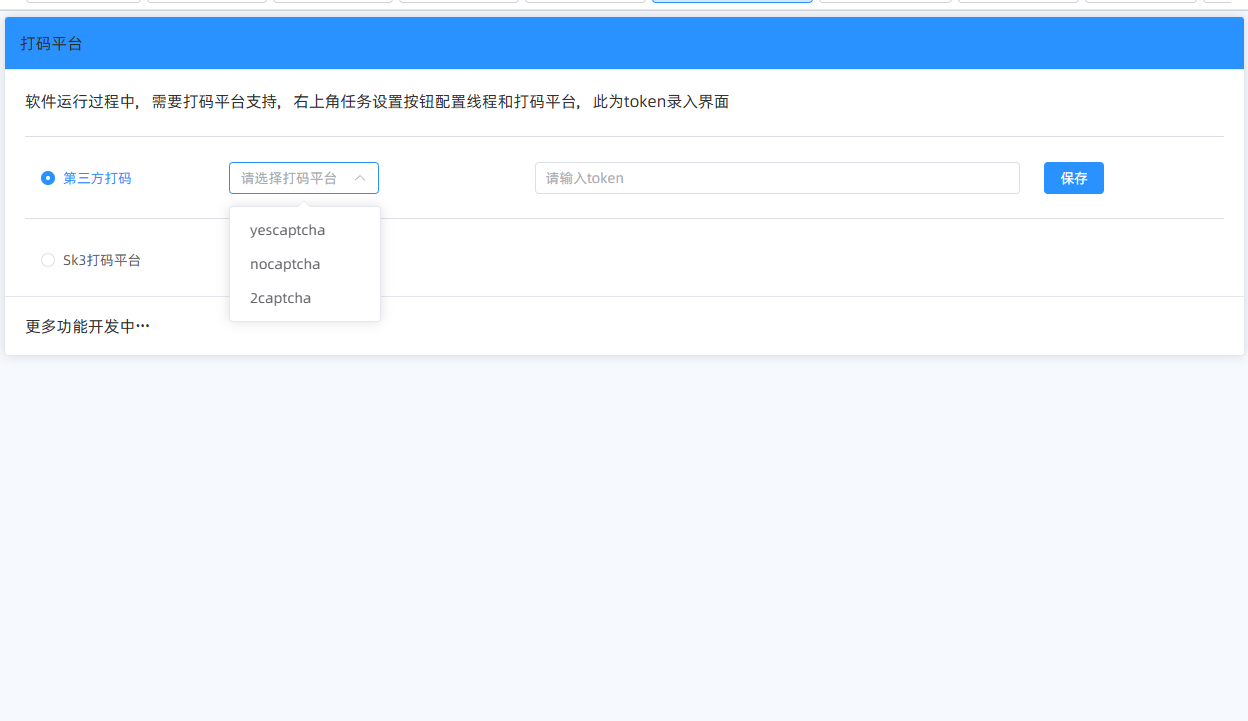 打码平台
软件运行过程中，需要打码平台支持，右上角任务设置按钮配置线程和打码平台，此为token录入界面
第三方打码 请选择打码平台 请输入token 保存
yescaptcha
Sk3打码平台
nocaptcha
2captcha
更多功能开发中···